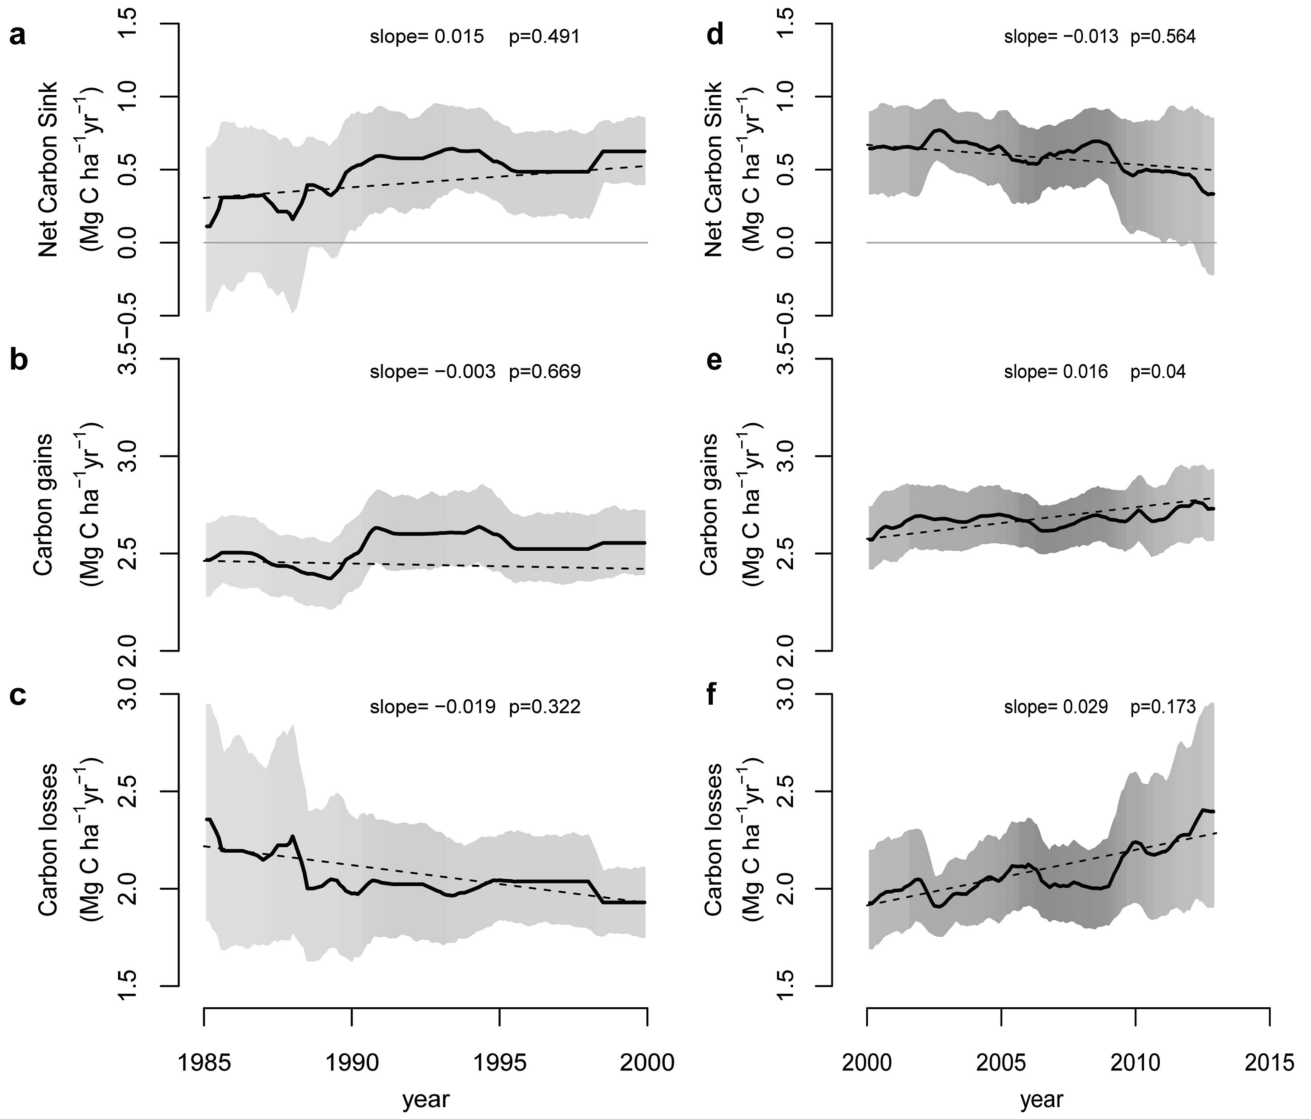 a
Net Carbon Sink
(Mg C ha−1yr−1)
1.5
1.0
0.5
0.0
−0.5
slope= 0.015 p=0.491
d
Net Carbon Sink
(Mg C ha−1yr−1)
1.5
1.0
0.5
0.0
−0.5
slope= −0.013 p=0.564
b
Carbon gains
(Mg C ha−1yr−1)
3.5
3.0
2.5
2.0
slope= −0.003 p=0.669
e
Carbon gains
(Mg C ha−1yr−1)
3.5
3.0
2.5
2.0
slope= 0.016 p=0.04
c
Carbon losses
(Mg C ha−1yr−1)
3.0
2.5
2.0
1.5
slope= −0.019 p=0.322
1985 1990 1995 2000
year
f
Carbon losses
(Mg C ha−1yr−1)
3.0
2.5
2.0
1.5
slope= 0.029 p=0.173
2000 2005 2010 2015
year